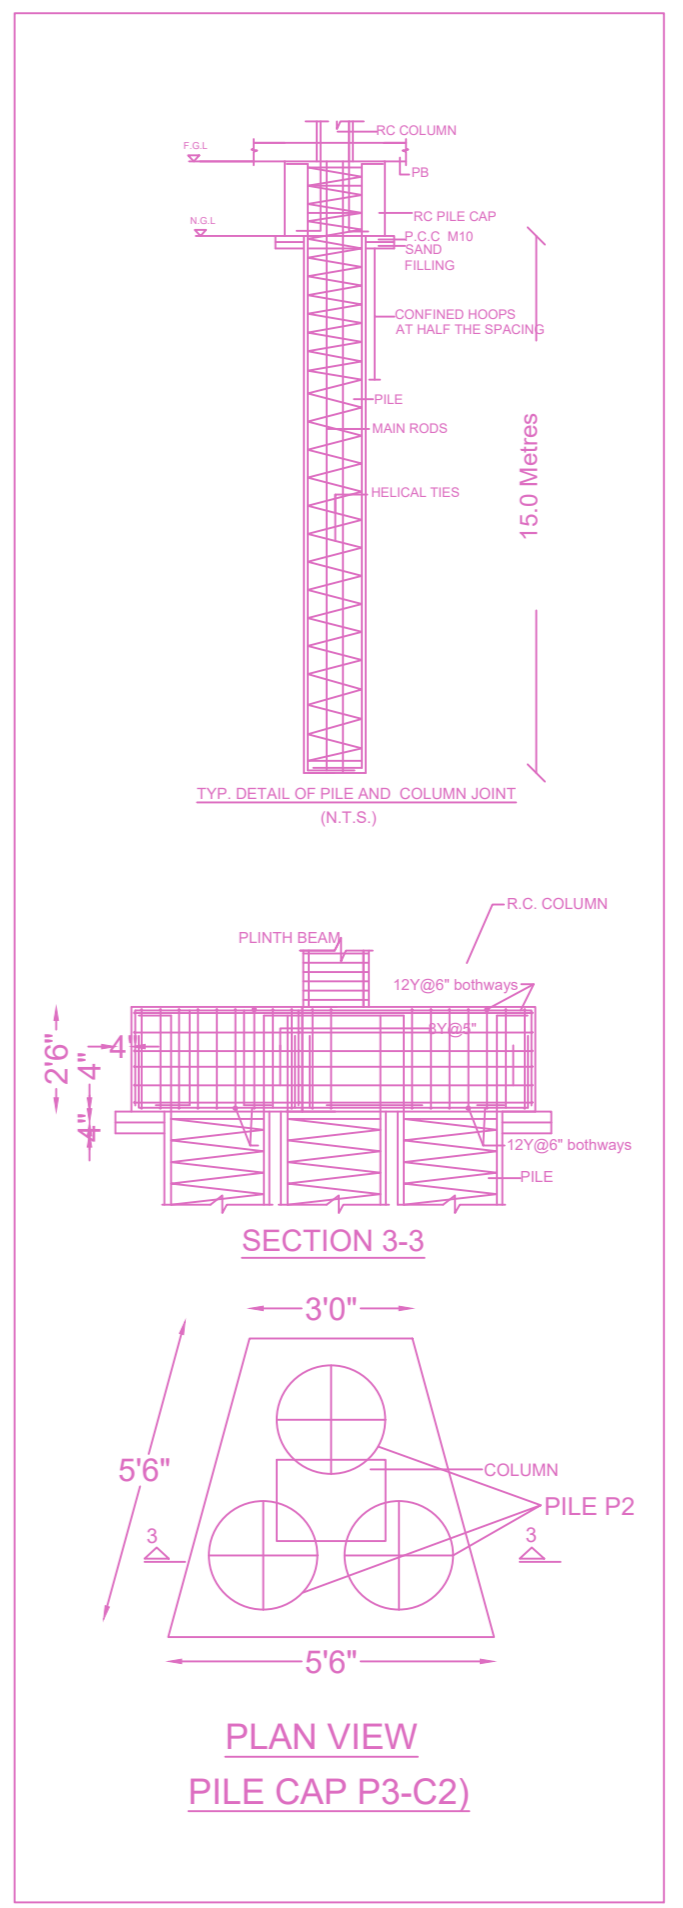 RC COLUMN
F.G.L
PB
RC PILE CAP
N.G.L
P.C.C M10
SAND
FILLING
CONFINED HOOPS
AT HALF THE SPACING
PILE
MAIN RODS
15.0 Metres
HELICAL TIES
TYP. DETAIL OF PILE AND COLUMN JOINT
(N.T.S.)
R.C. COLUMN
PLINTH BEAM
12Y@6" bothways
8Y@5"
2'6"
4"
4"
4"
12Y@6" bothways
PILE
SECTION 3-3
3'0"
5'6"
COLUMN
PILE P2
3
3
5'6"
PLAN VIEW
PILE CAP P3-C2)